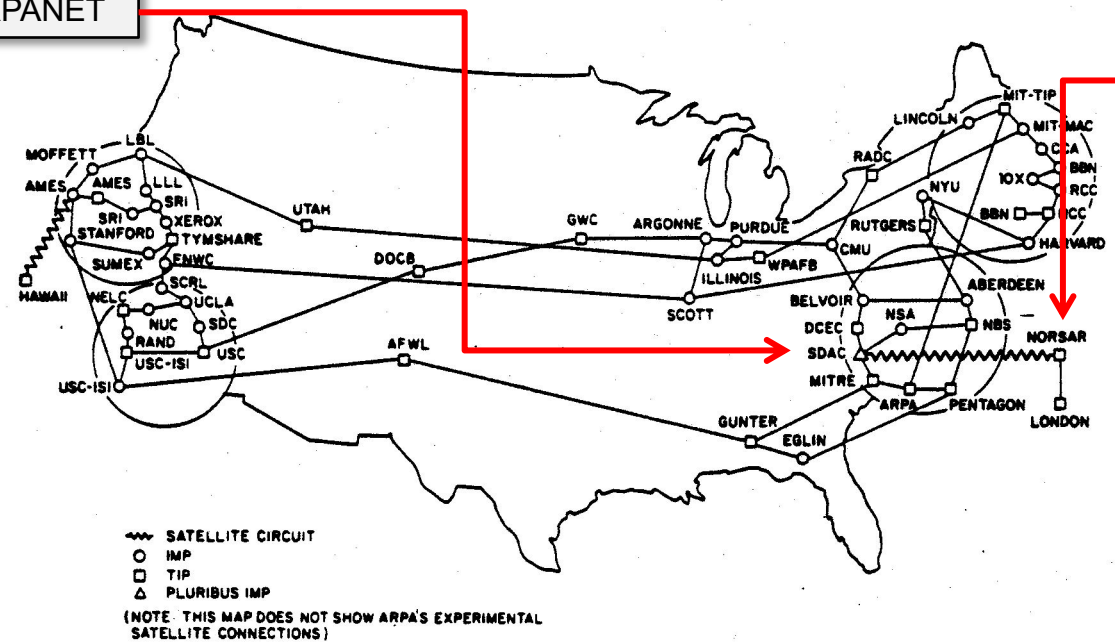 PANET
MIT-TIP
LINCOLN
MIT-MAC
CCA
RADC
BBN
10X
RCC
NYU
BBN
RCC
RUTGERS
HARVARD
LBL
MOFFETT
LLL
AMES
AMES
SRI
SRI
XEROX
STANFORD
TYMSHARE
SUMEX
FNWC
HAWAII
SCRL
NELC
UCLA
NUC
SDC
RAND
USC-ISI
USC
USC-ISI
UTAH
DOCB
GWC
ARGONNE
PURDUE
ILLINOIS
WPAFB
CMU
SCOTT
AFWL
BELVOIR
ABERDEEN
NSA
DCEC
NBS
SDAC
NORSAR
MITRE
ARPA
PENTAGON
LONDON
GUNTER
EGLIN
SATELLITE CIRCUIT
IMP
TIP
PLURIBUS IMP
(NOTE THIS MAP DOES NOT SHOW ARPA'S EXPERIMENTAL
SATELLITE CONNECTIONS)